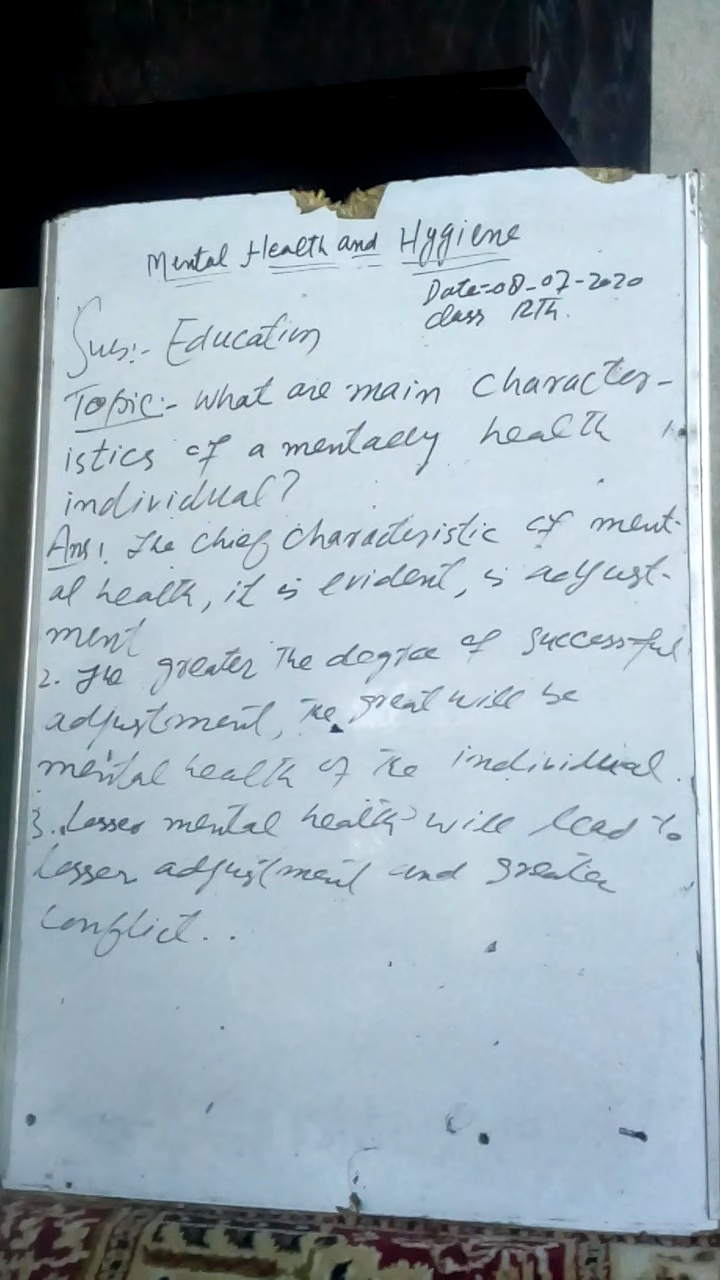 Mental Health and Hygiene
Date:-08-07-2020
class 12Th.
Sub:- Education
Topic:- What are main character-
istics of a mentally health
individual?
Ans1. The chief characteristic of ment-
al health, it is evident, is adjust-
ment
2. The greater The degree of successful
adjustment, The great will be
mental health of The individual.
3. Lesser mental health will lead To
Lesser adjustment and greater
conflict..